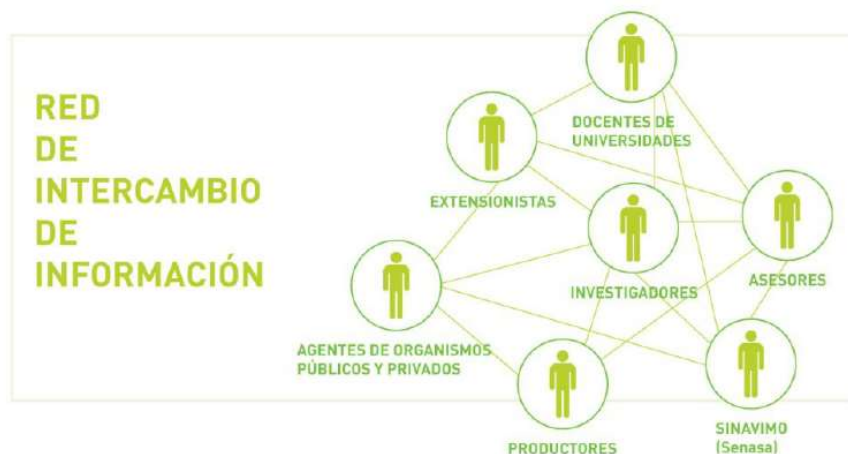 RED
DE
INTERCAMBIO
DE
INFORMACIÓN
DOCENTES DE
UNIVERSIDADES
EXTENSIONISTAS
INVESTIGADORES
ASESORES
AGENTES DE ORGANISMOS
PÚBLICOS Y PRIVADOS
PRODUCTORES
SINAVIMO
(Senasa)